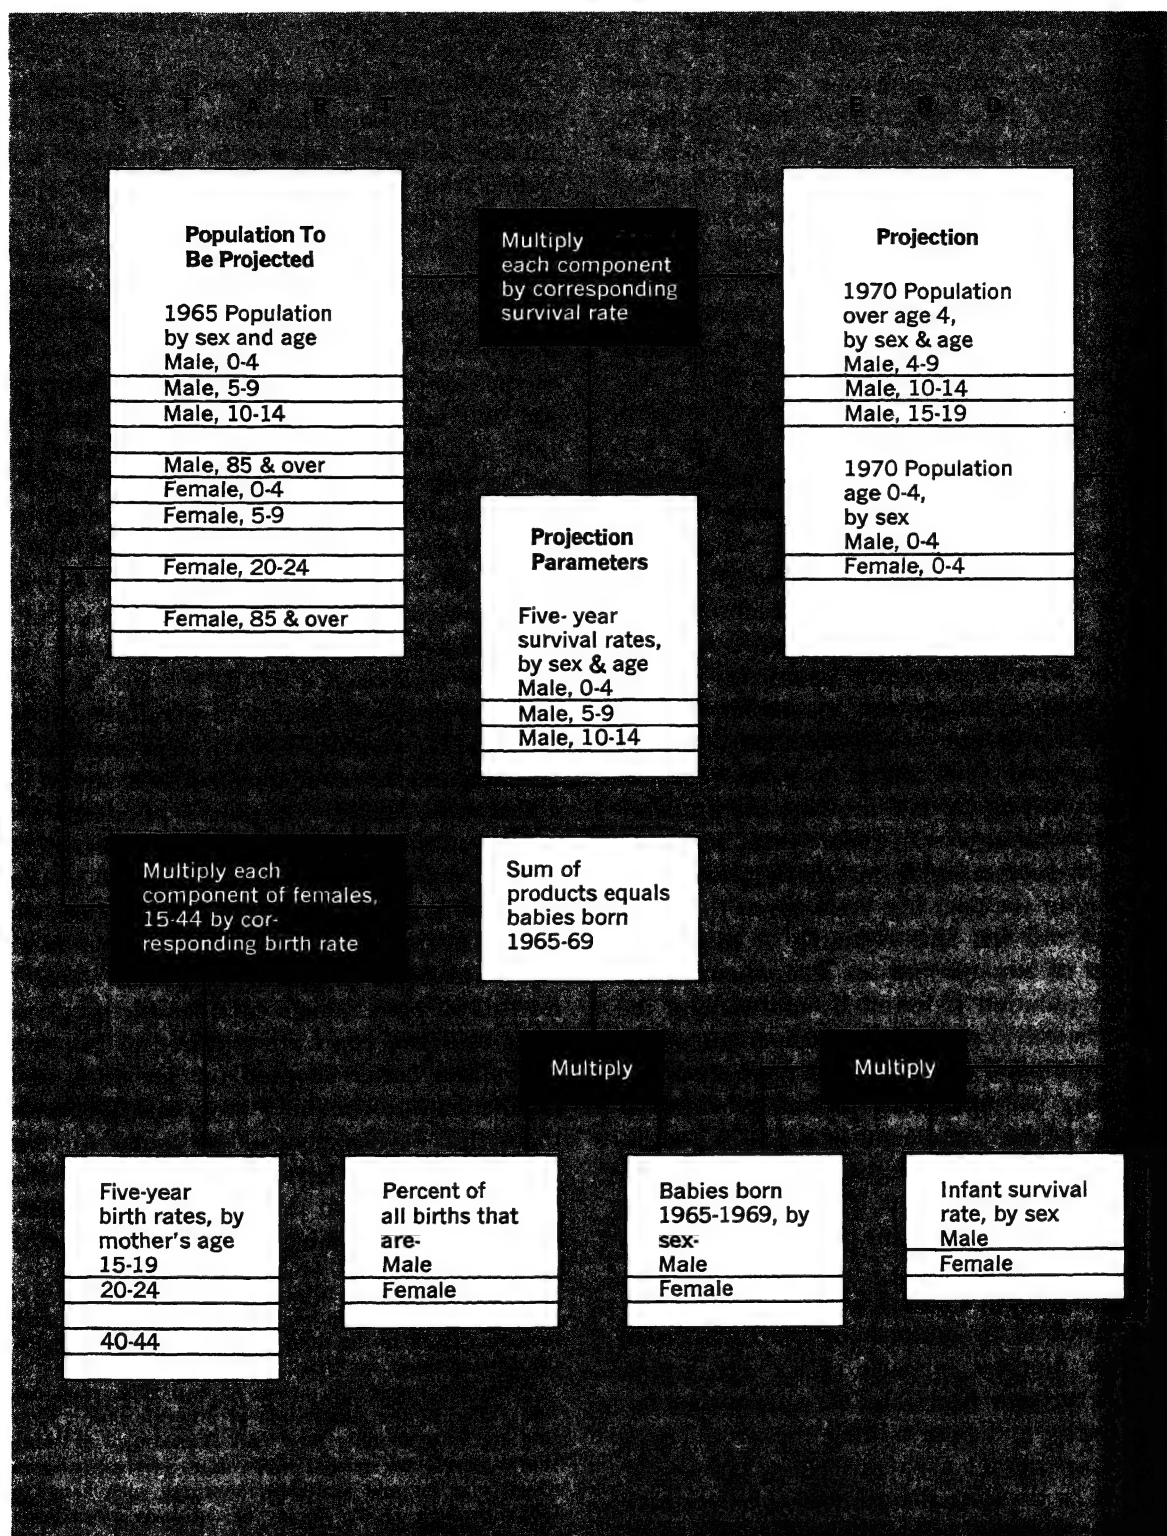 START
END
Population To
Be Projected
1965 Population
by sex and age
Male, 0-4
Male, 5-9
Male, 10-14
Male, 85 & over
Female, 0-4
Female, 5-9
Female, 20-24
Female, 85 & over
Multiply
each component
by corresponding
survival rate
Projection
1970 Population
over age 4,
by sex & age
Male, 4-9
Male, 10-14
Male, 15-19
1970 Population
age 0-4,
by sex
Male, 0-4
Female, 0-4
Projection
Parameters
Five- year
survival rates,
by sex & age
Male, 0-4
Male, 5-9
Male, 10-14
Multiply each
component of females,
15-44 by cor-
responding birth rate
Sum of
products equals
babies born
1965-69
Multiply
Multiply
Five-year
birth rates, by
mother's age
15-19
20-24
40-44
Percent of
all births that
are-
Male
Female
Babies born
1965-1969, by
sex-
Male
Female
Infant survival
rate, by sex
Male
Female